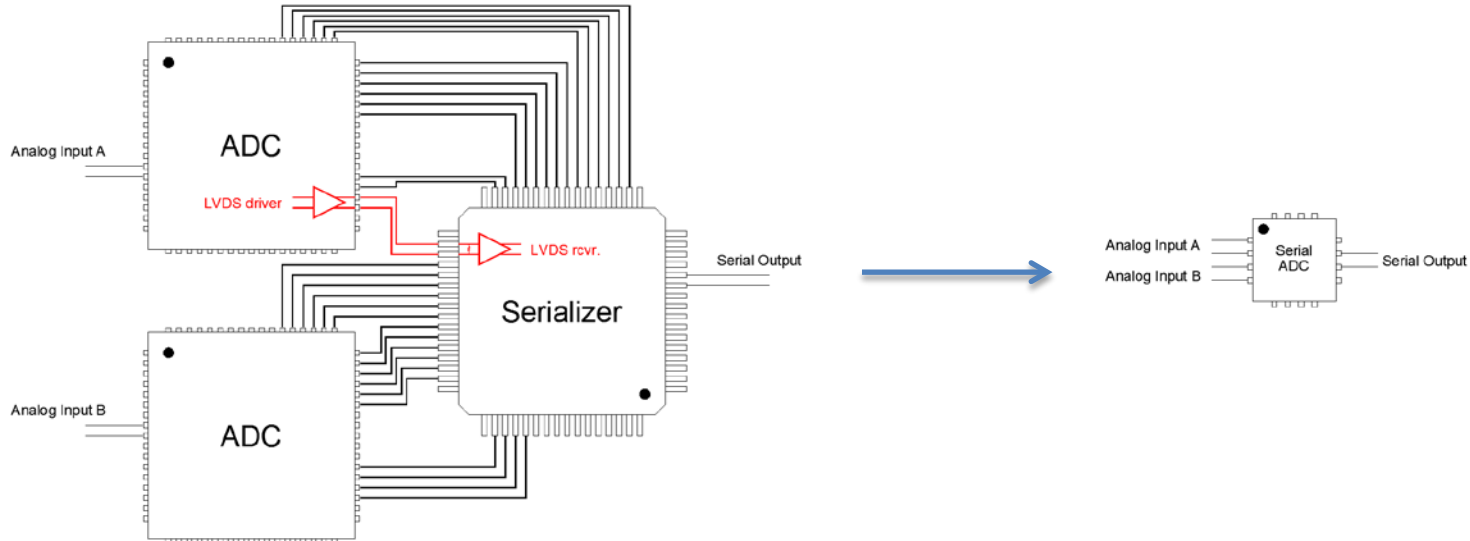 ADC
Analog Input A
LVDS driver
LVDS rcvr.
Serial Output
Serializer
Analog Input B
ADC
Analog Input A
Analog Input B
Serial
ADC
Serial Output